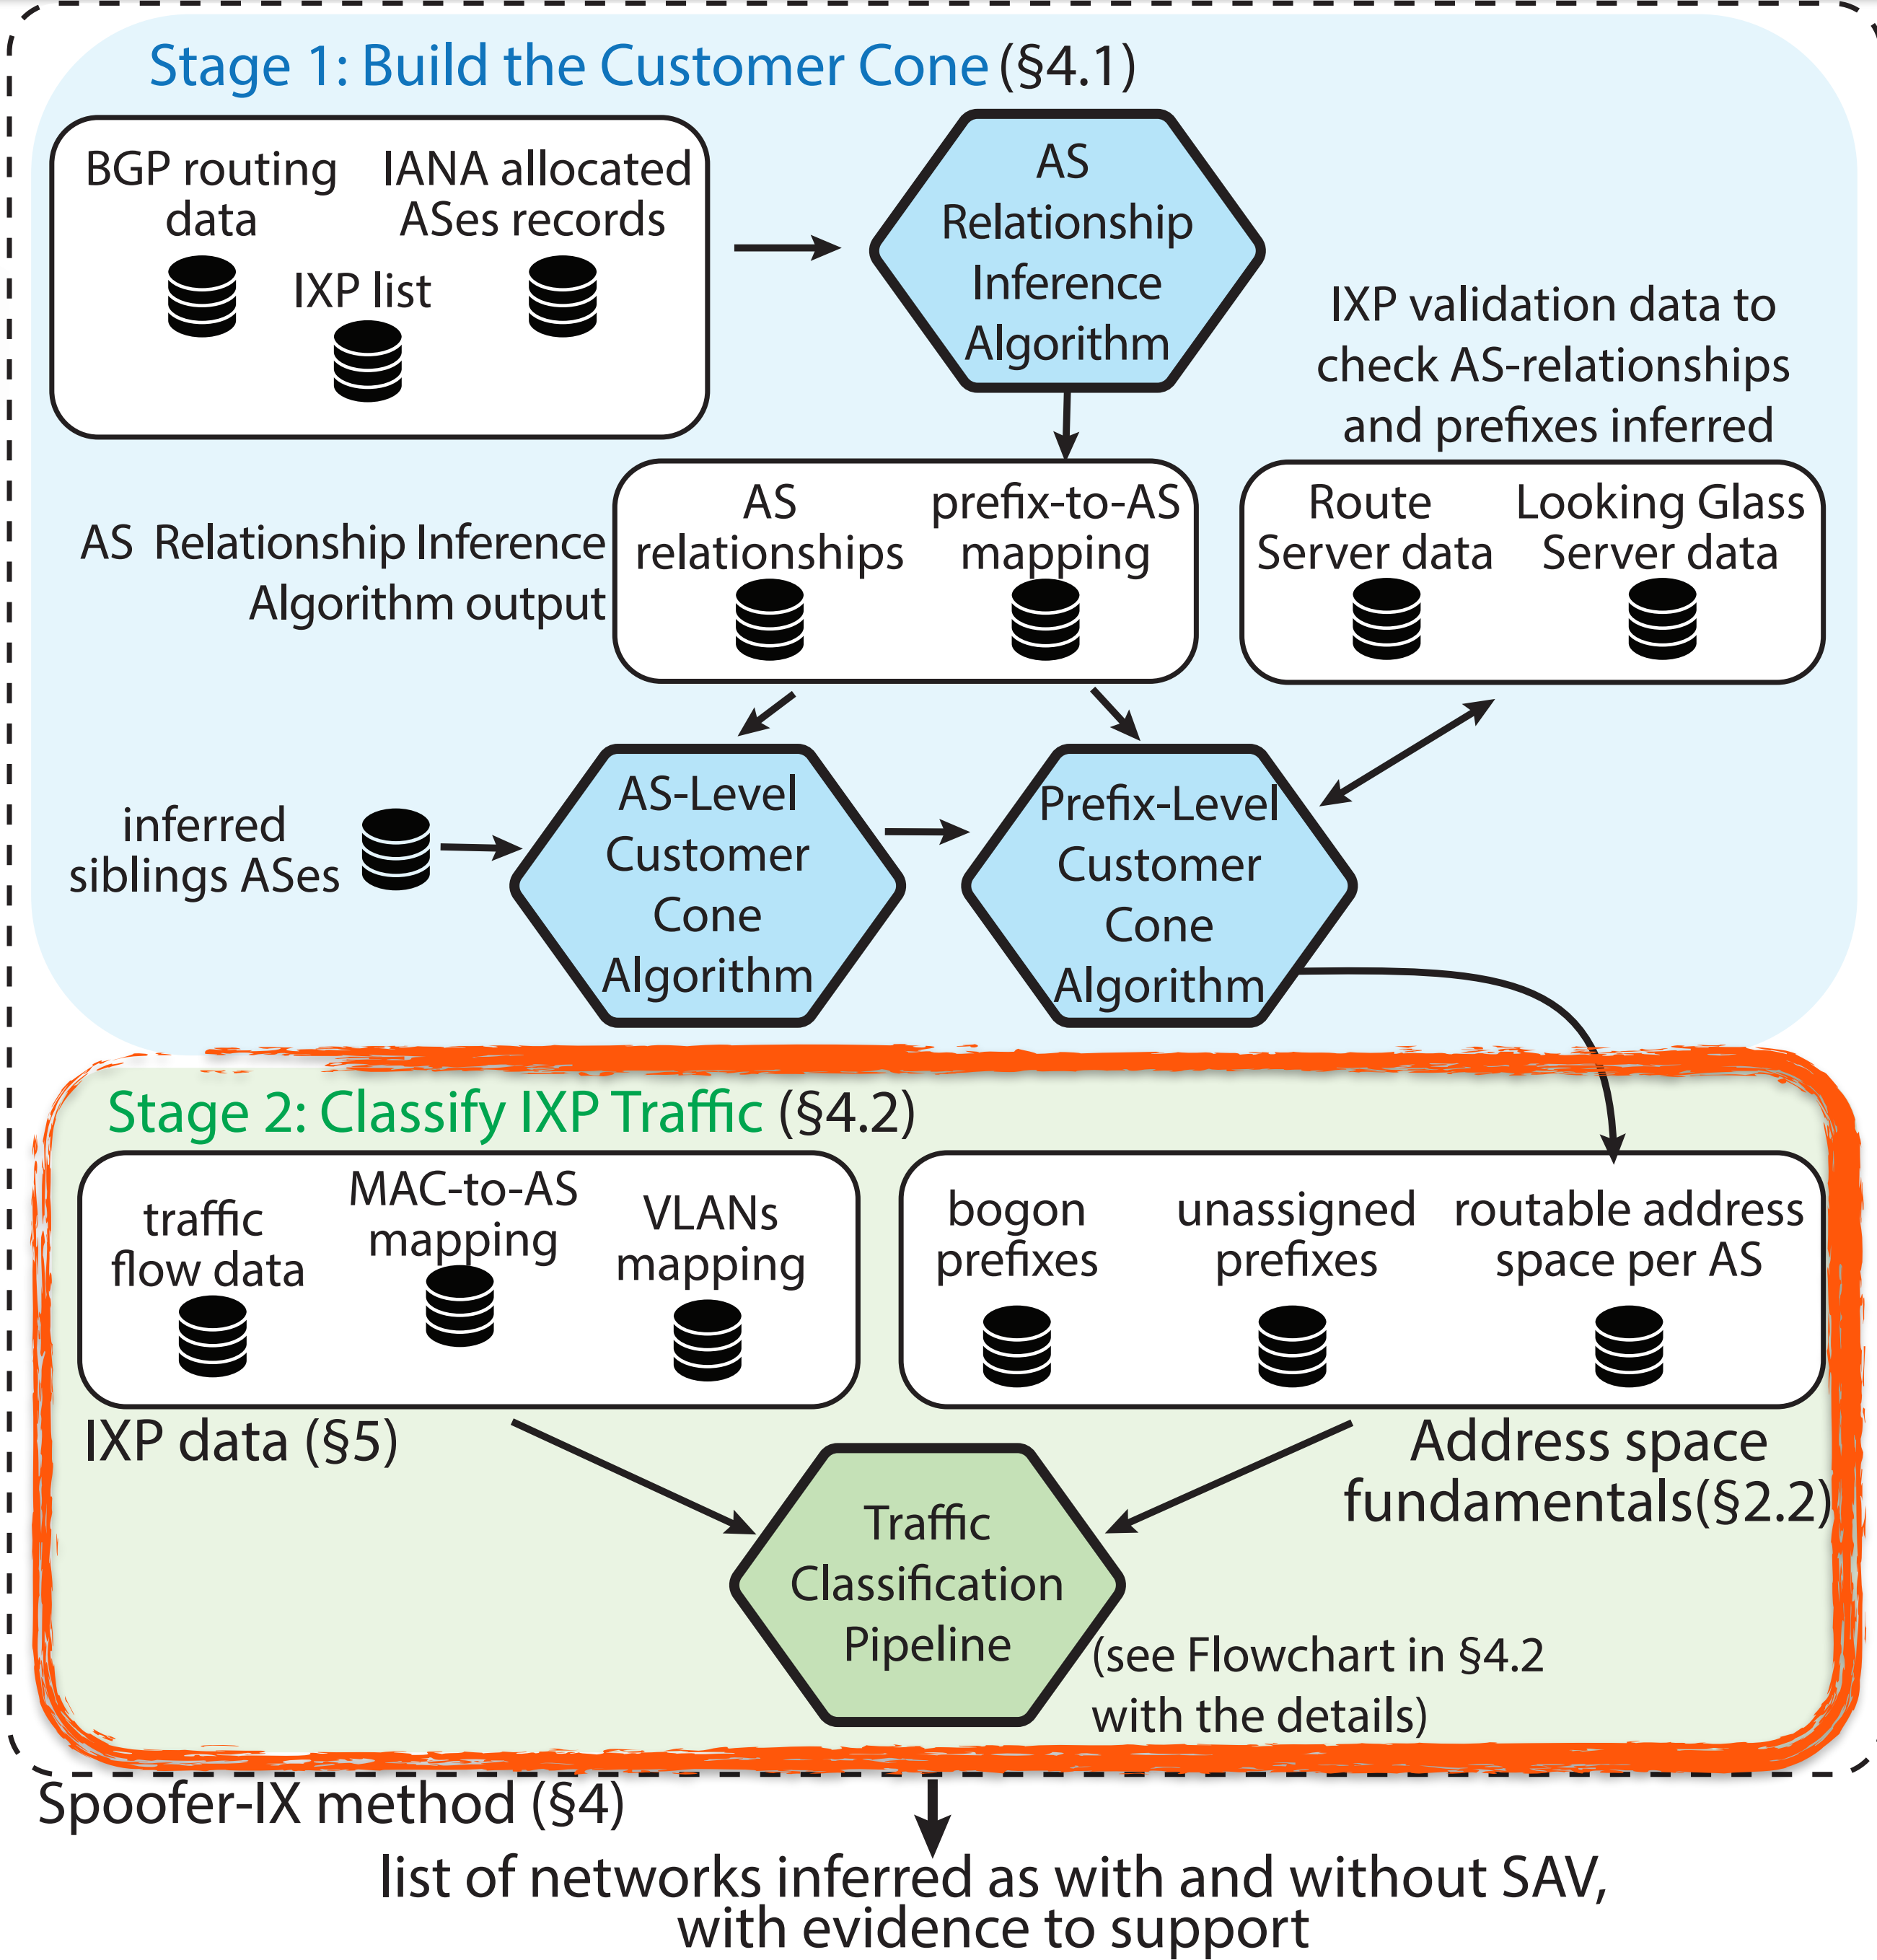 Stage 1: Build the Customer Cone (§4.1)
BGP routing
data
IANA allocated
ASes records
IXP list
AS
Relationship
Inference
Algorithm
IXP validation data to
check AS-relationships
and prefixes inferred
AS Relationship Inference
Algorithm output
AS
relationships
prefix-to-AS
mapping
Route
Server data
Looking Glass
Server data
inferred
siblings ASes
AS-Level
Customer
Cone
Algorithm
Prefix-Level
Customer
Cone
Algorithm
Stage 2: Classify IXP Traffic (§4.2)
traffic
flow data
MAC-to-AS
mapping
VLANs
mapping
bogon
prefixes
unassigned
prefixes
routable address
space per AS
IXP data (§5)
Address space
fundamentals(§2.2)
Traffic
Classification
Pipeline
(see Flowchart in §4.2
with the details)
Spoofer-IX method (§4)
list of networks inferred as with and without SAV,
with evidence to support